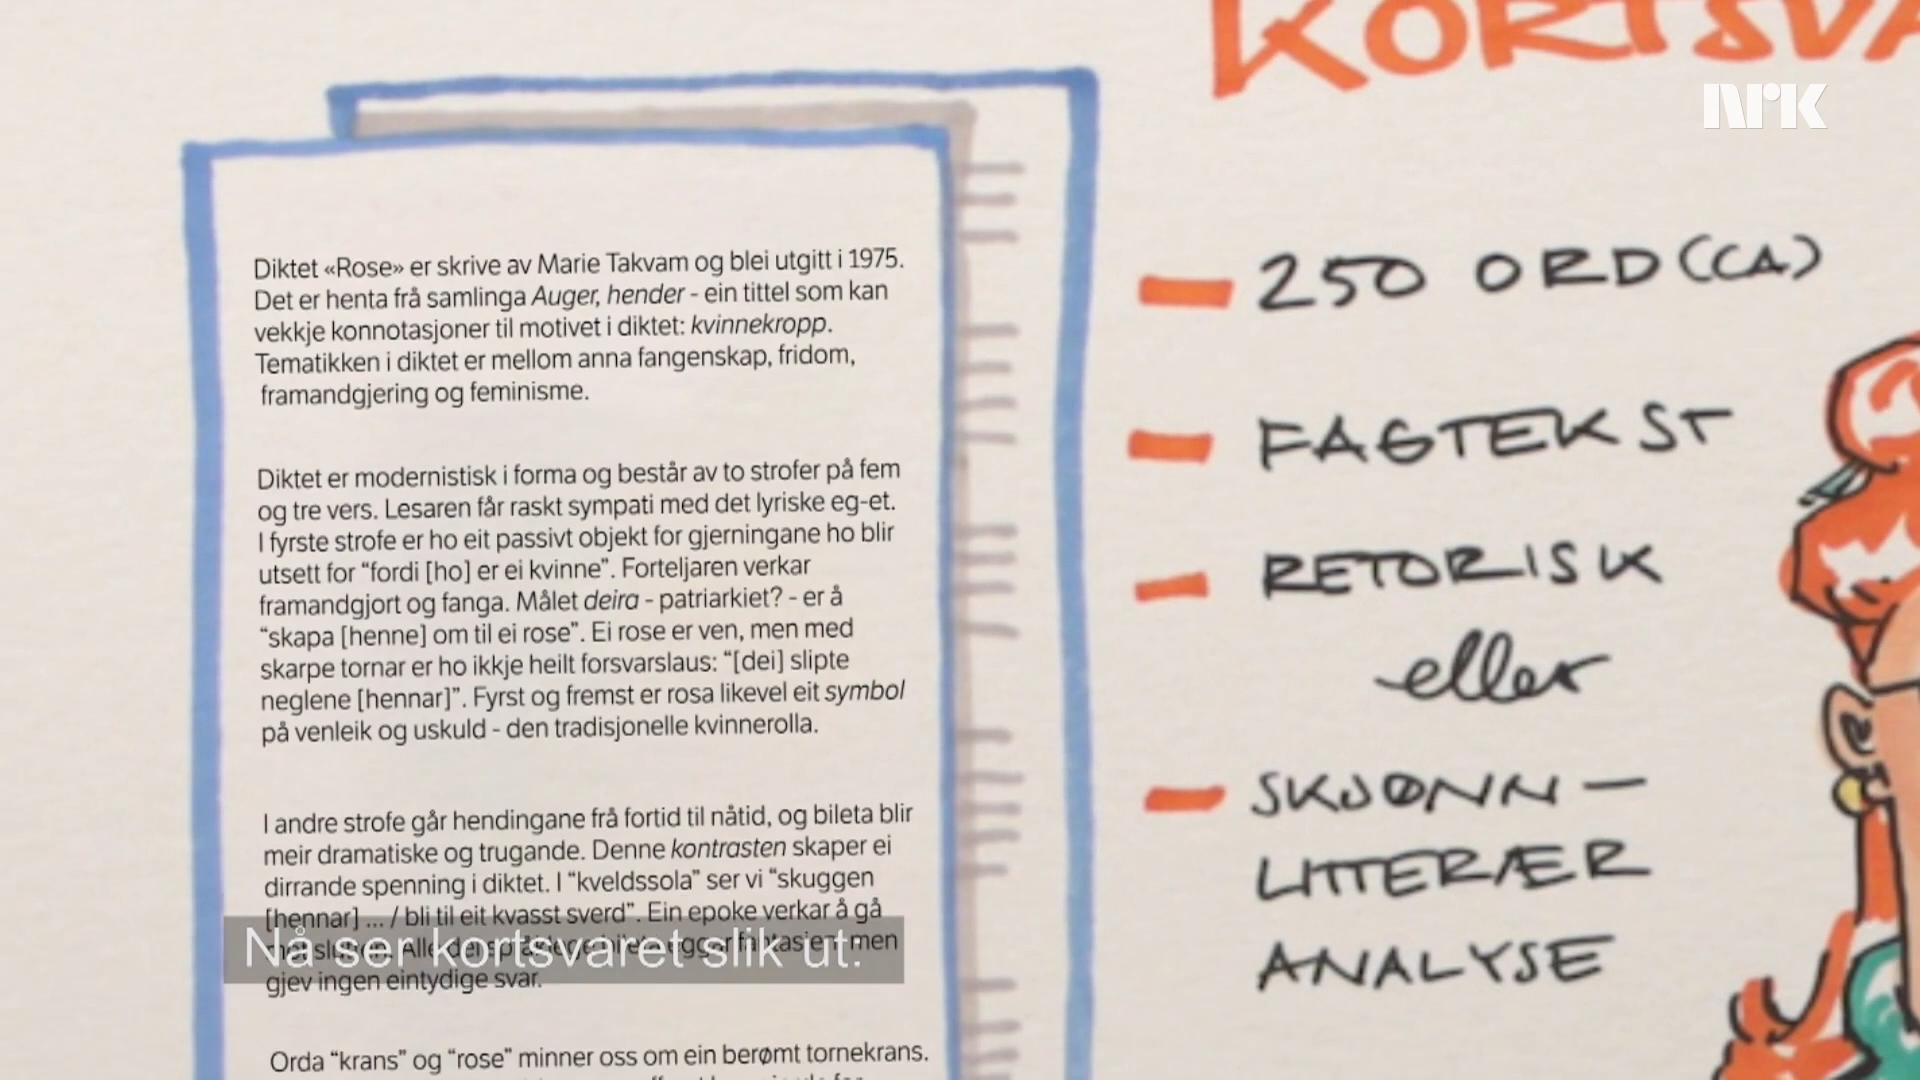 KORTSVA
NRK
Diktet «Rose» er skrive av Marie Takvam og blei utgitt i 1975.
Det er henta frå samlinga Auger, hender - ein tittel som kan
vekkje konnotasjoner til motivet i diktet: kvinnekropp.
Tematikken i diktet er mellom anna fangenskap, fridom,
framandgjering og feminisme.
Diktet er modernistisk i forma og består av to strofer på fem
og tre vers. Lesaren får raskt sympati med det lyriske eg-et.
I fyrste strofe er ho eit passivt objekt for gjerningane ho blir
utsett for “fordi [ho] er ei kvinne”. Forteljaren verkar
framandgjort og fanga. Målet deira - patriarkiet? - er å
“skapa [henne] om til ei rose”. Ei rose er ven, men med
skarpe tornar er ho ikkje heilt forsvarslaus: “[dei] slipte
neglene [hennar]”. Fyrst og fremst er rosa likevel eit symbol
på venleik og uskuld - den tradisjonelle kvinnerolla.
I andre strofe går hendingane frå fortid til nåtid, og bileta blir
meir dramatiske og trugande. Denne kontrasten skaper ei
dirrande spenning i diktet. I “kveldssola” ser vi “skuggen
[hennar] ... / bli til eit kvasst sverd”. Ein epoke verkar å gå
men
gjev ingen eintydige svar.
Orda “krans” og “rose” minner oss om ein berømt tornekrans.
Nå ser kortsvaret slik ut.
250 ORD (CA)
FAGTEKST
RETORISK
eller
SKJØNN-
LITTERÆR
ANALYSE